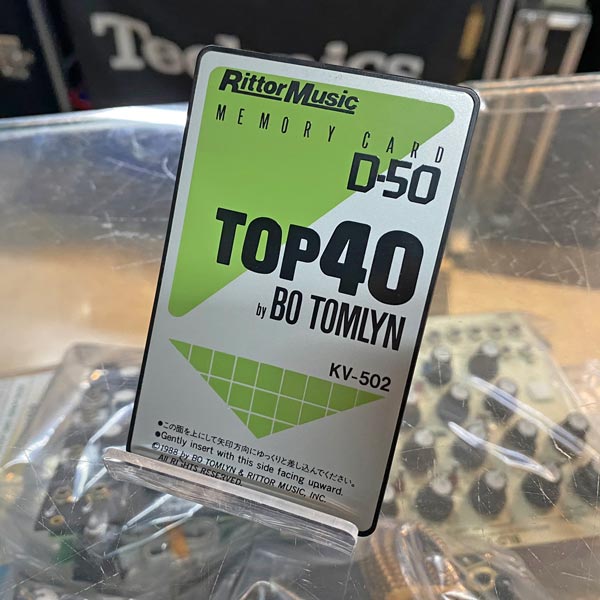 Technics
RittorMusic
MEMORY CARD
D-50
TOP40
by BO TOMLYN
KV-502
●この面を上にして矢印方向にゆっくりと差し込んでください。
●Gently insert with this side facing upward.
©1988 by BO TOMLYN & RITTOR MUSIC, INC.
All RIGHTS RESERVED.